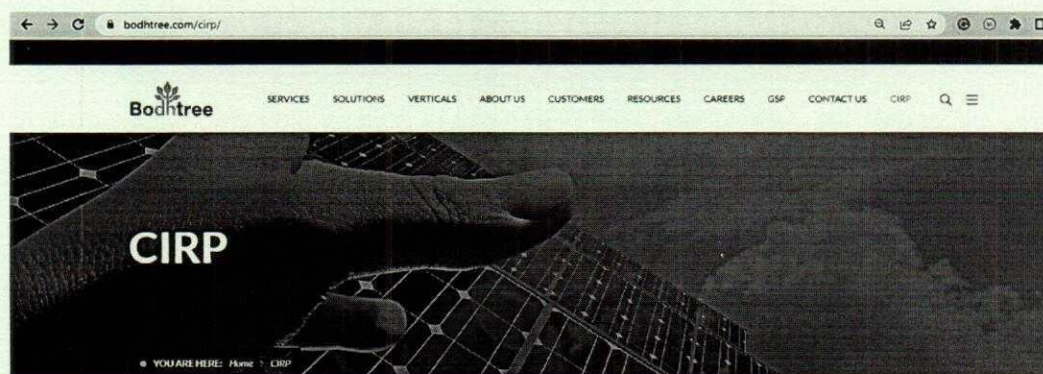 bodhtree.com/cirp/
Bodhtree
SERVICES SOLUTIONS VERTICALS ABOUT US CUSTOMERS RESOURCES CAREERS GSP CONTACT US CIRP
CIRP
YOU ARE HERE: Home > CIRP